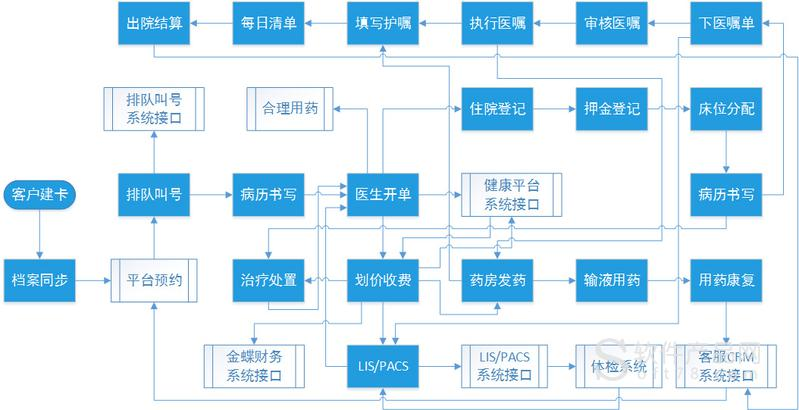 出院结算
每日清单
填写护嘱
执行医嘱
审核医嘱
下医嘱单
排队叫号
系统接口
合理用药
住院登记
押金登记
床位分配
客户建卡
排队叫号
病历书写
医生开单
健康平台
系统接口
病历书写
档案同步
平台预约
治疗处置
划价收费
药房发药
输液用药
用药康复
金蝶财务
系统接口
LIS/PACS
LIS/PACS
系统接口
体检系统
客服CRM
系统接口
软件产品网